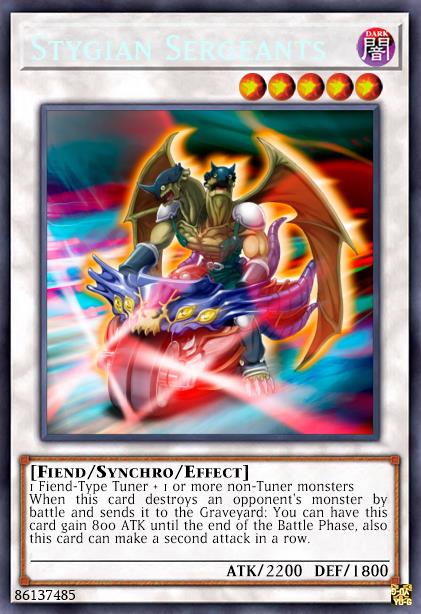 Stygian Sergeants
DARK
闇
[Fiend/Synchro/Effect]
1 Fiend-Type Tuner + 1 or more non-Tuner monsters
When this card destroys an opponent's monster by
battle and sends it to the Graveyard: You can have this
card gain 800 ATK until the end of the Battle Phase, also
this card can make a second attack in a row.
ATK/2200 DEF/1800
86137485